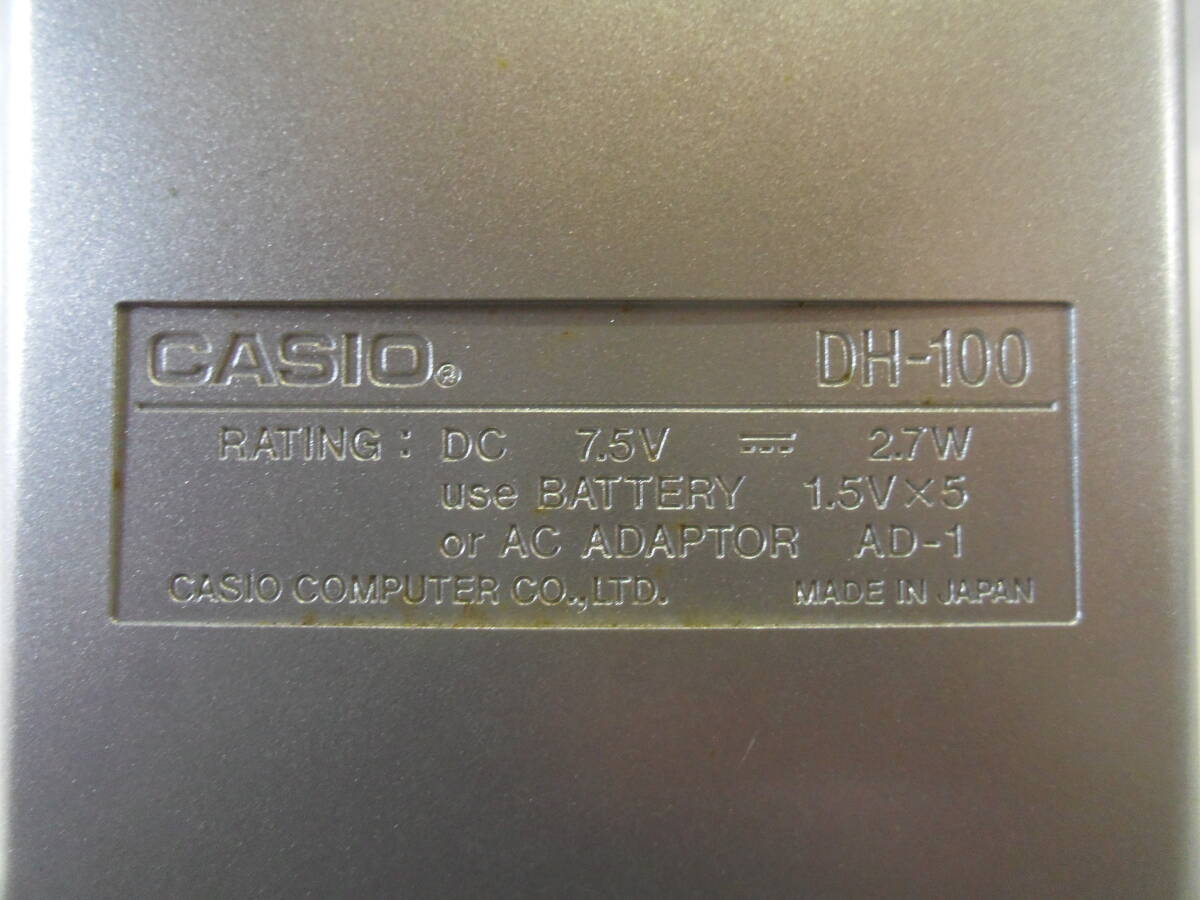 CASIO® DH-100
RATING : DC 7.5V ⎓ 2.7W
use BATTERY 1.5V×5
or AC ADAPTOR AD-1
CASIO COMPUTER CO.,LTD. MADE IN JAPAN